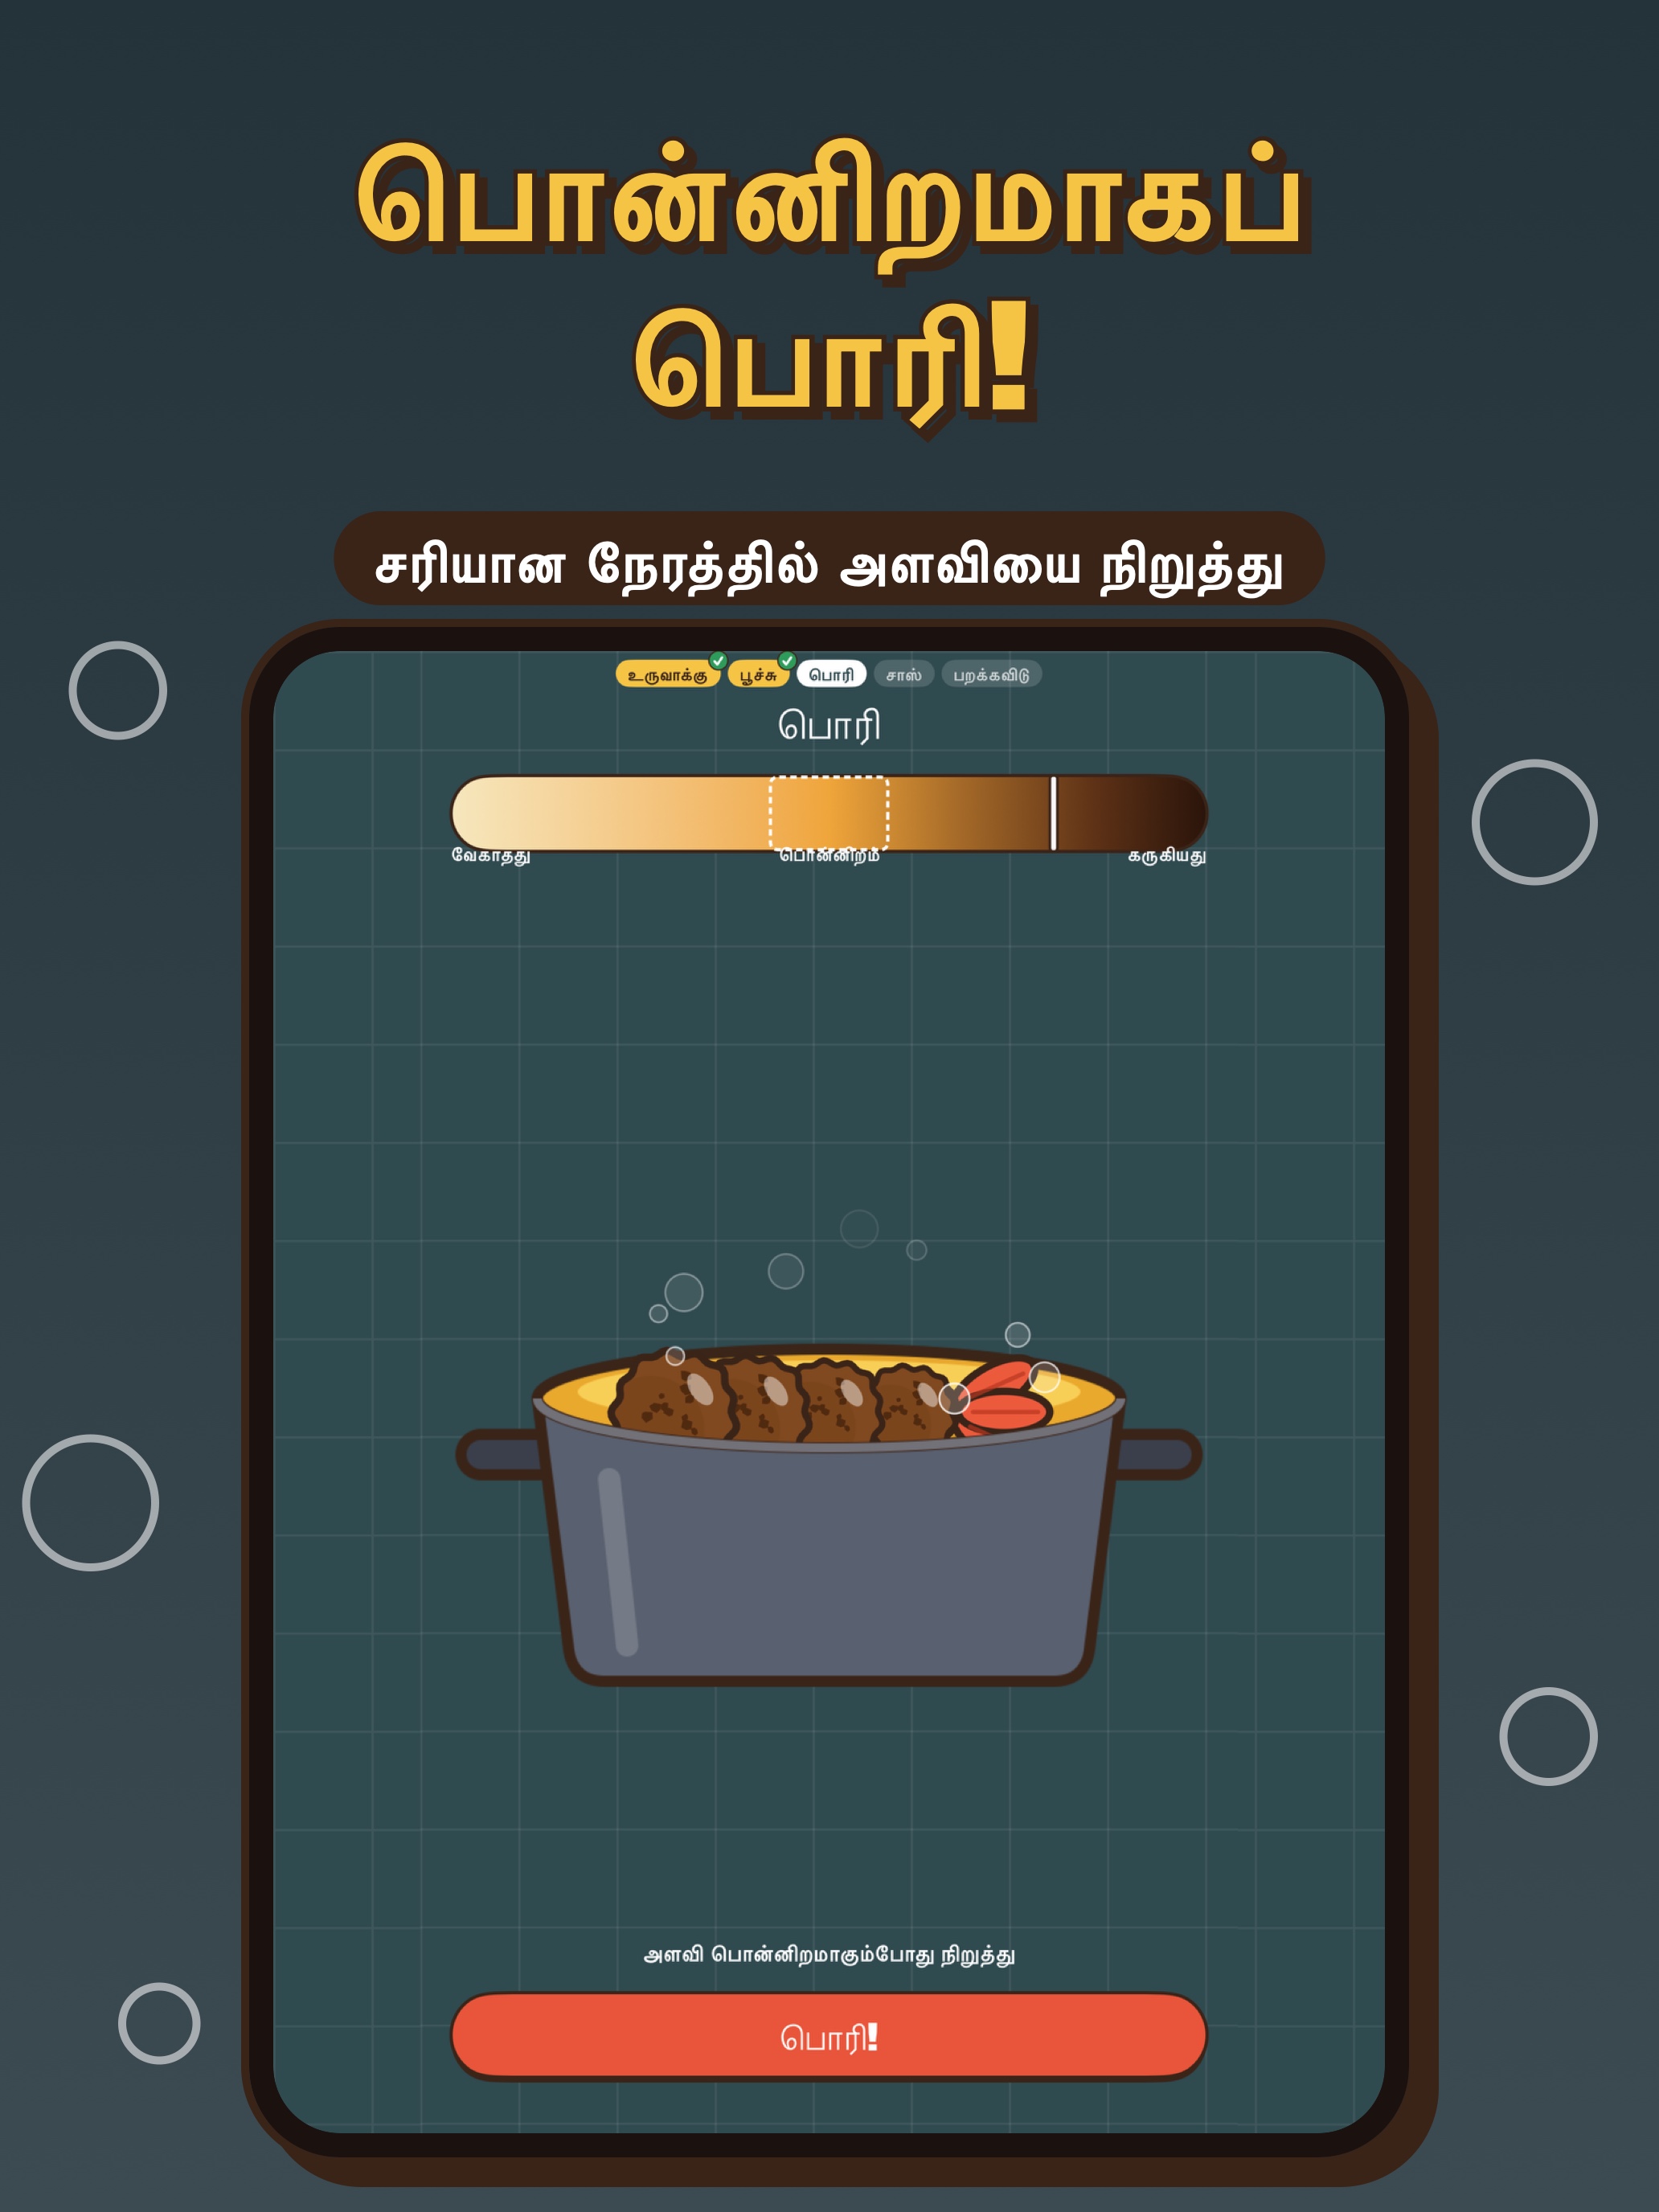 பொன்னிறமாகப்
பொரி!
சரியான நேரத்தில் அளவியை நிறுத்து
உருவாக்கு பூச்சு பொரி சாஸ் பறக்கவிடு
பொரி
வேகாதது பொன்னிறம் கருகியது
அளவி பொன்னிறமாகும்போது நிறுத்து
பொரி!